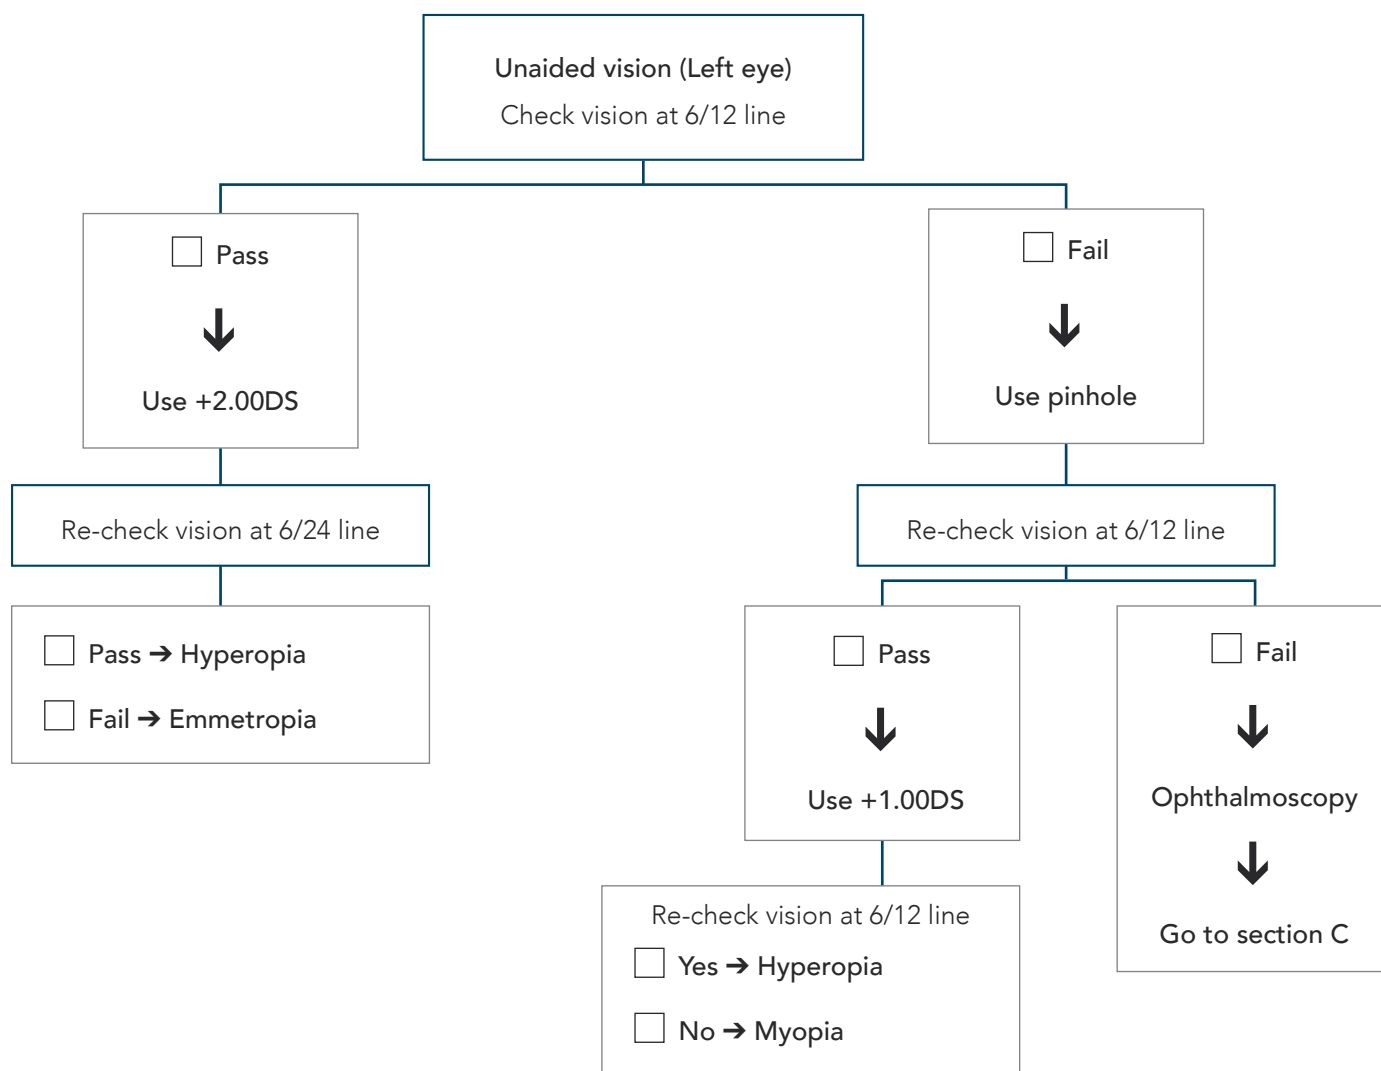 Unaided vision (Left eye)
Check vision at 6/12 line
Pass
Use +2.00DS
Re-check vision at 6/24 line
Pass ➔ Hyperopia
Fail ➔ Emmetropia
Fail
Use pinhole
Re-check vision at 6/12 line
Pass
Use +1.00DS
Re-check vision at 6/12 line
Yes ➔ Hyperopia
No ➔ Myopia
Fail
Ophthalmoscopy
Go to section C